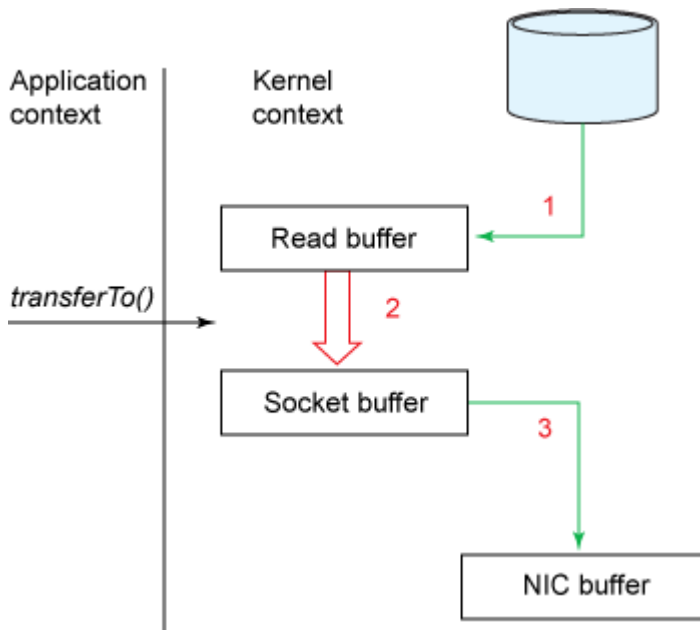 Application
context
Kernel
context
1
Read buffer
transferTo()
2
Socket buffer
3
NIC buffer